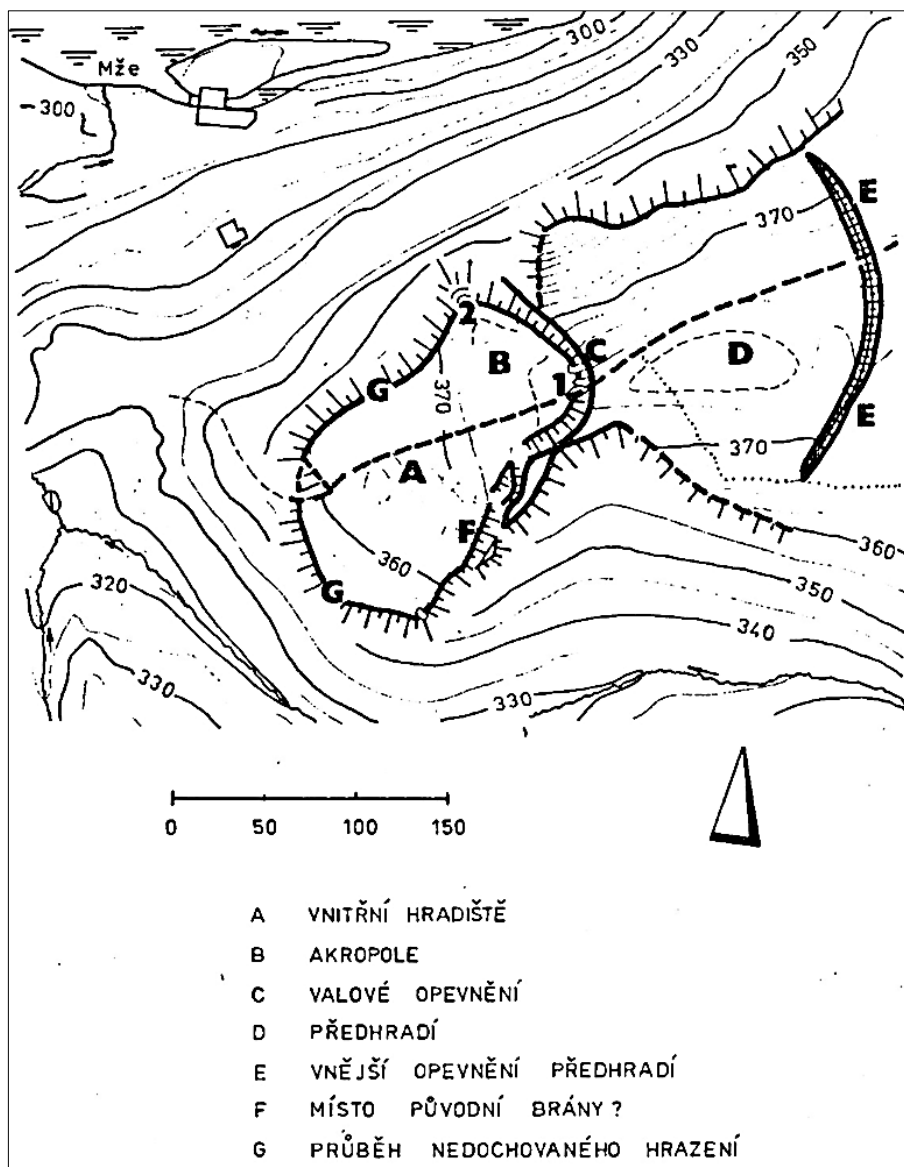 Mže
300
300
330
350
E
370
2
B
C
G
370
1
D
E
A
370
F
360
G
360
320
350
340
330
330
0 50 100 150
A VNITŘNÍ HRADIŠTĚ
B AKROPOLE
C VALOVÉ OPEVNĚNÍ
D PŘEDHRADÍ
E VNĚJŠÍ OPEVNĚNÍ PŘEDHRADÍ
F MÍSTO PŮVODNÍ BRÁNY ?
G PRŮBĚH NEDOCHOVANÉHO HRAZENÍ